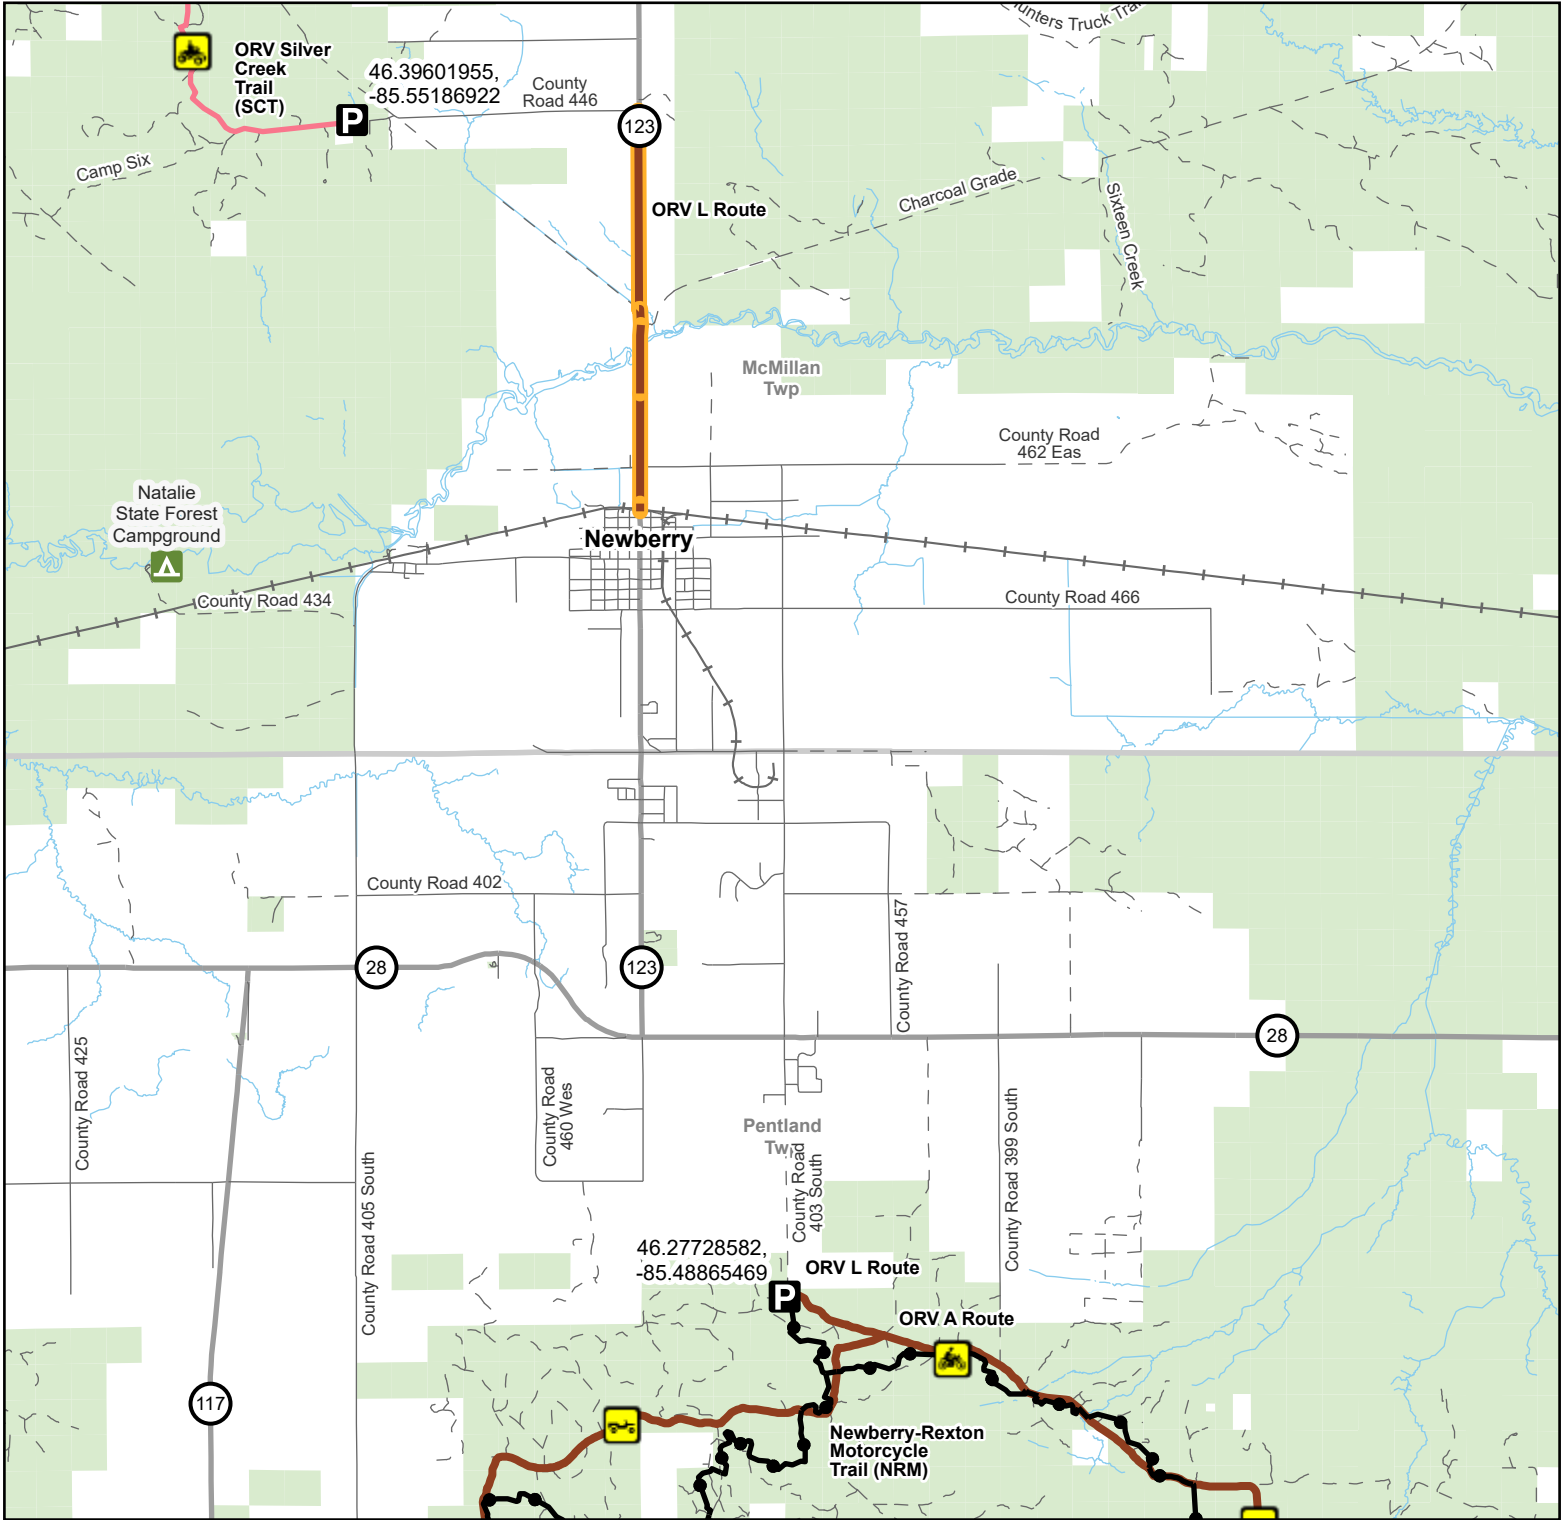 Hunters Truck Trail
ORV Silver
Creek
Trail
(SCT)
46.39601955,
-85.55186922
P
County
Road 446
123
Camp Six
Charcoal Grade
ORV L Route
Sixteen Creek
McMillan
Twp
County Road
462 Eas
Natalie
State Forest
Campground
Newberry
County Road 434
County Road 466
County Road 402
County Road 457
28
123
28
County Road 425
County Road
460 Wes
Pentland
Twp
County Road
403 South
County Road 399 South
County Road 405 South
46.27728582,
-85.48865469
P
ORV L Route
ORV A Route
117
Newberry-Rexton
Motorcycle
Trail (NRM)